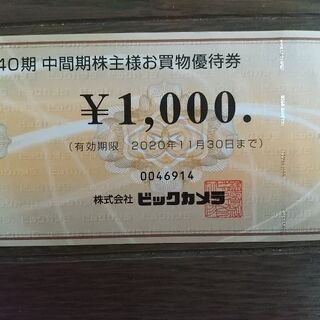 40期 中間期株主様お買物優待券
¥1,000.
(有効期限 2020年11月30日まで)
0046914
株式会社 ビックカメラ